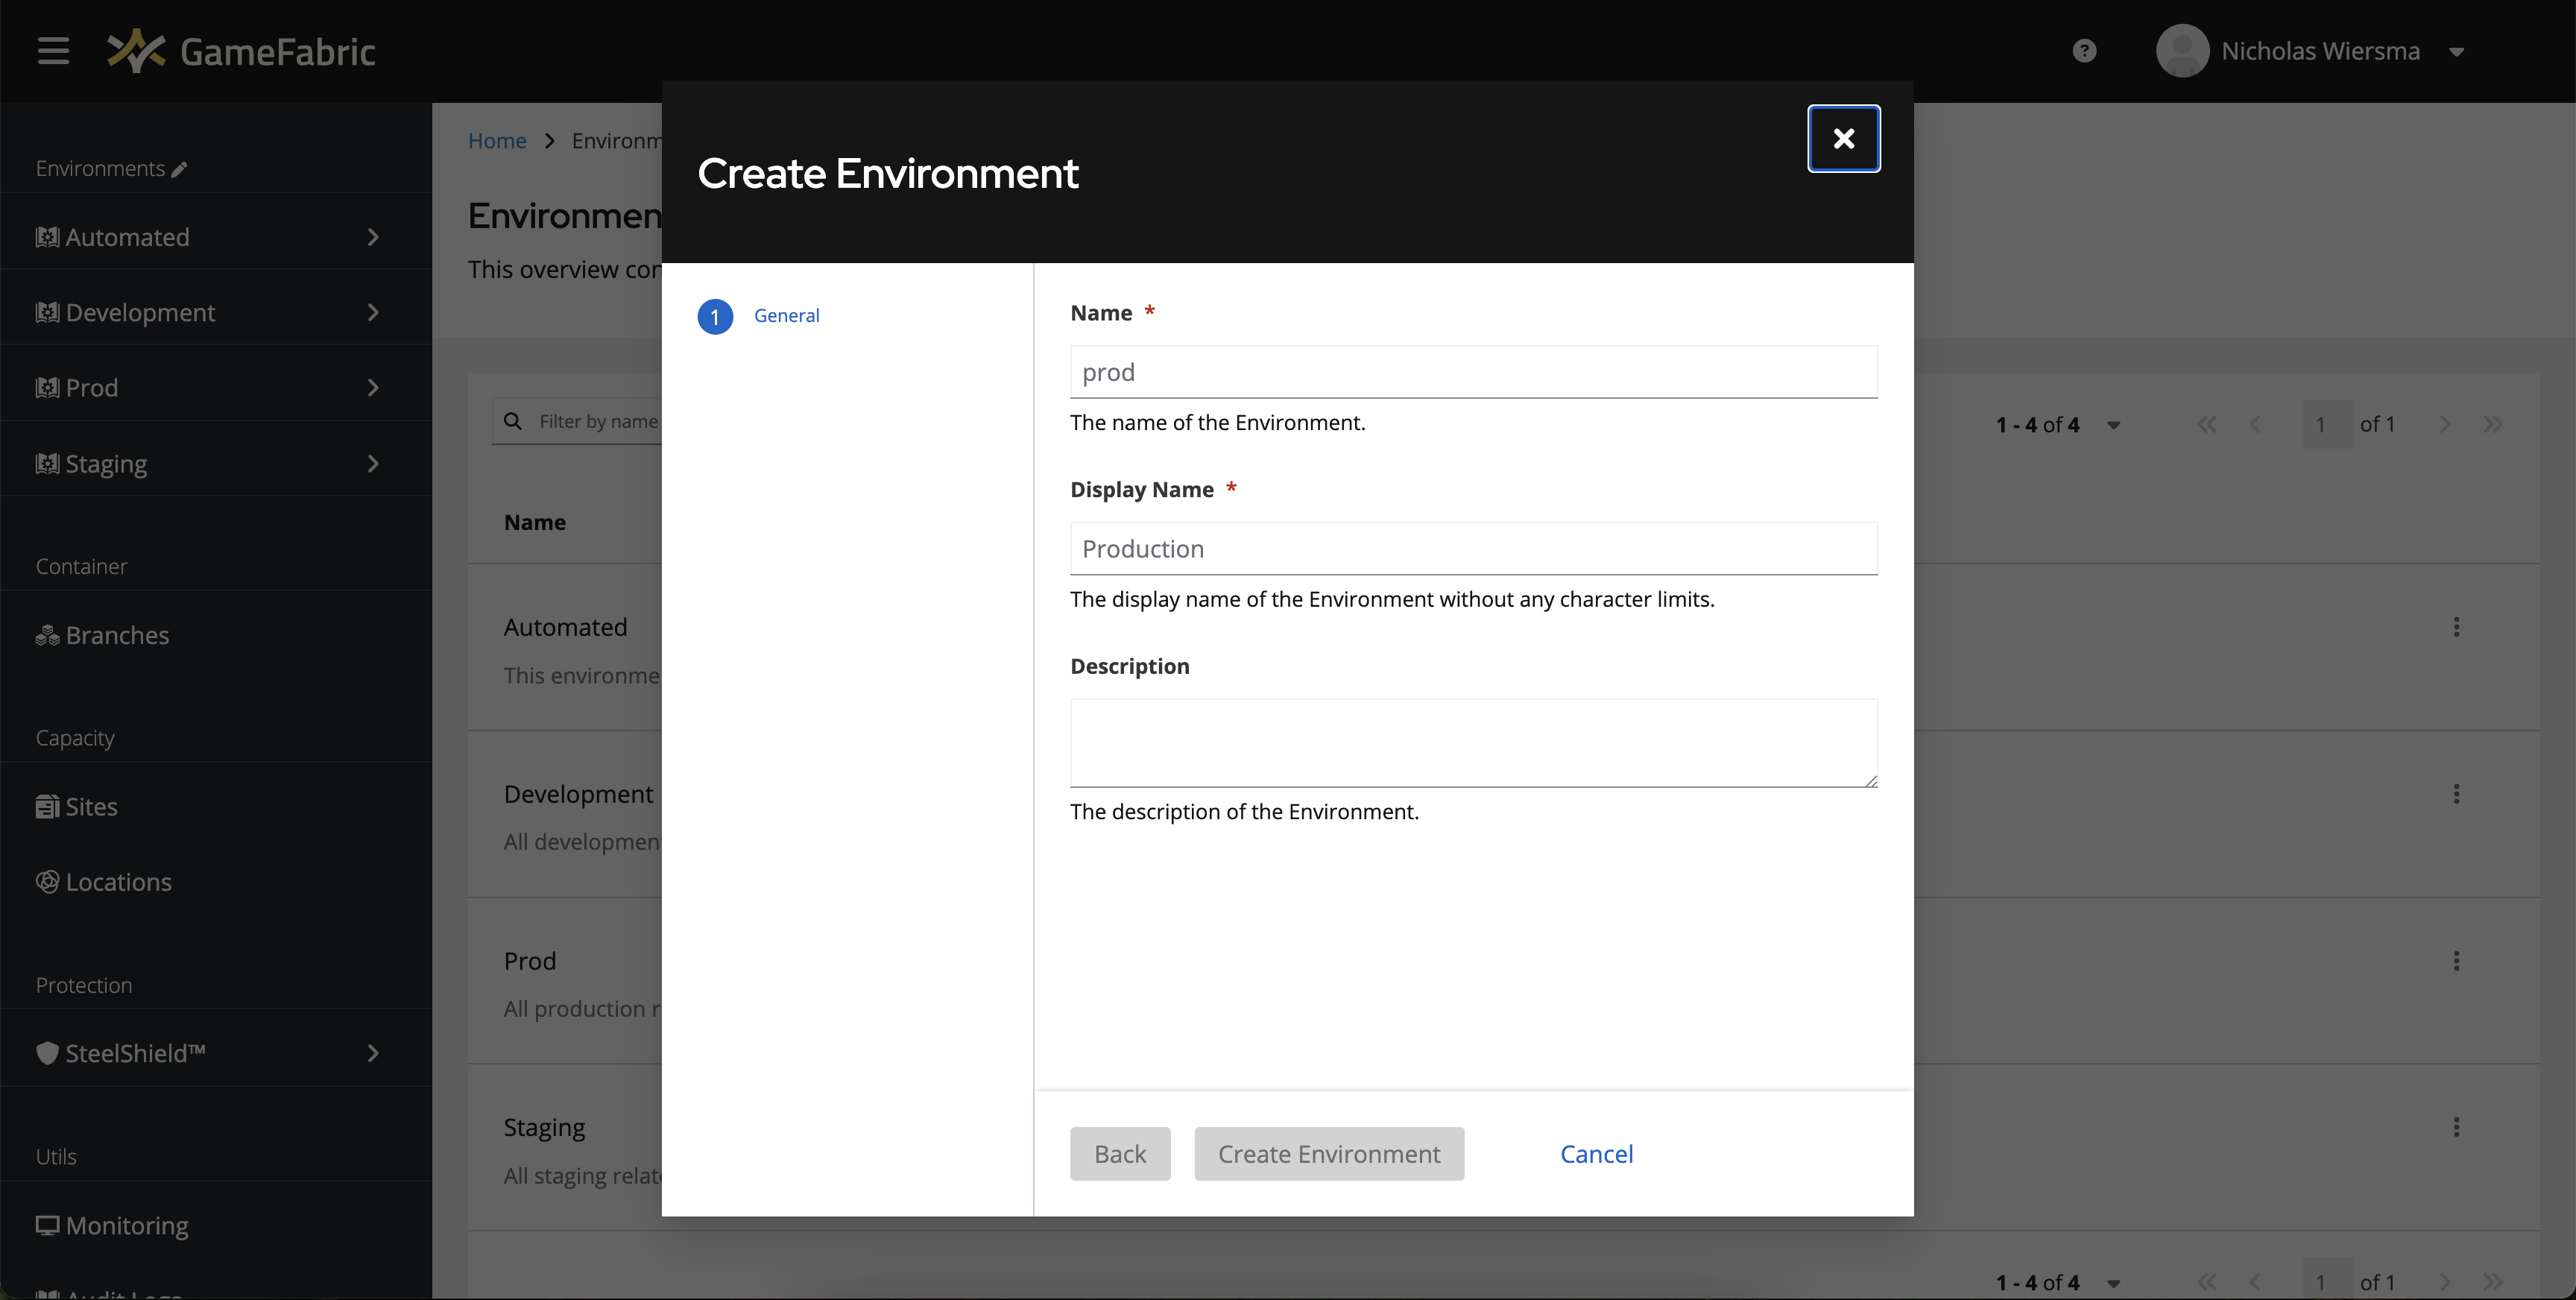 GameFabric
Nicholas Wiersma
Environments
Automated
Development
Prod
Staging
Container
Branches
Capacity
Sites
Locations
Protection
SteelShield™
Utils
Monitoring
Home
Environm
Environmen
This overview con
Filter by name
1 - 4 of 4
1 of 1
Name
Automated
This environme
Development
All developmen
Prod
All production r
Staging
All staging relate
1 - 4 of 4
1 of 1
Create Environment
1 General
Name *
prod
The name of the Environment.
Display Name *
Production
The display name of the Environment without any character limits.
Description
The description of the Environment.
Back
Create Environment
Cancel